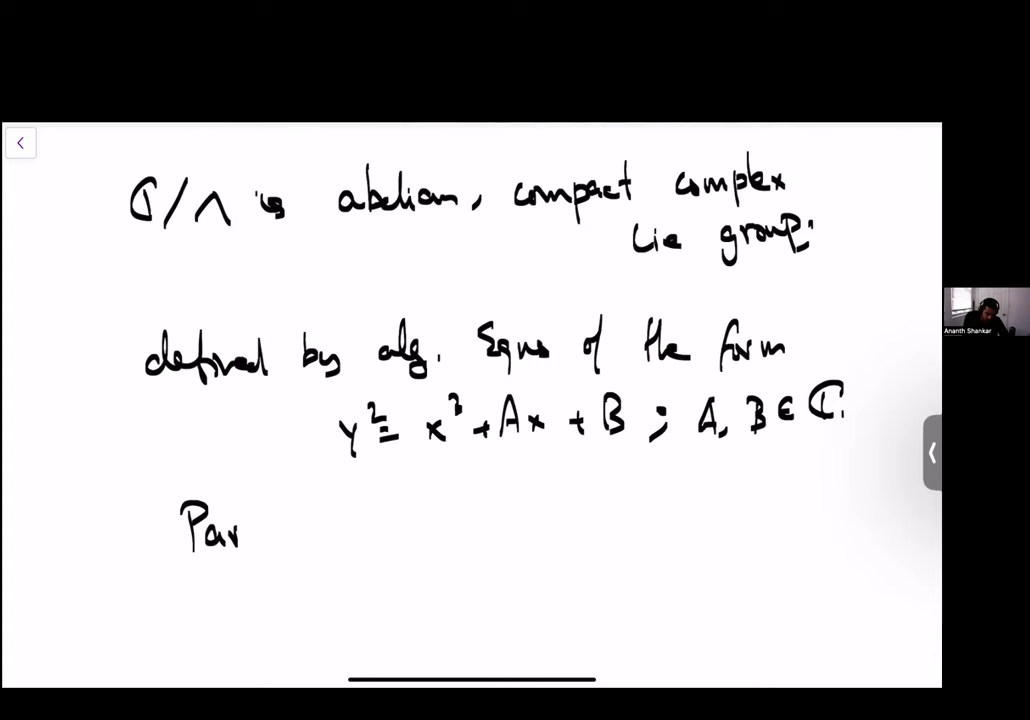 ℂ/Λ is abelian, compact complex
Lie group.
defined by alg. Eqns of the form
y² = x³ + Ax + B ; A, B ∈ ℂ.
Par
Ananth Shankar